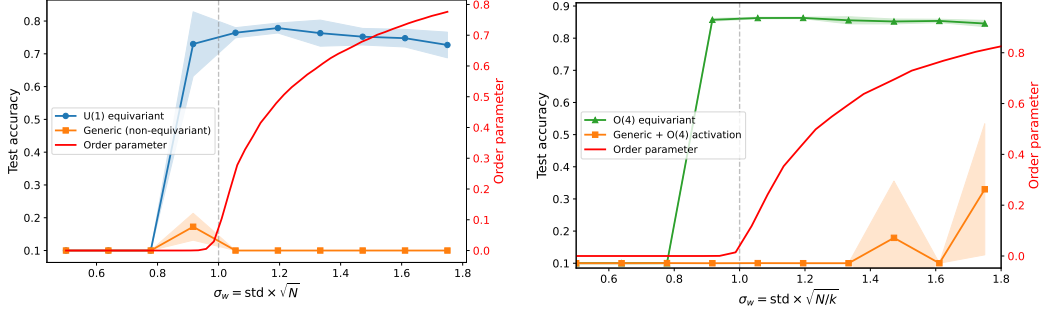 0.8
0.7
0.6
0.5
0.4
0.3
0.2
0.1
Test accuracy
U(1) equivariant
Generic (non-equivariant)
Order parameter
0.8
0.7
0.6
0.5
0.4
0.3
0.2
0.1
0.0
Order parameter
0.6 0.8 1.0 1.2 1.4 1.6 1.8
σ_w = std × √N
0.9
0.8
0.7
0.6
0.5
0.4
0.3
0.2
0.1
Test accuracy
O(4) equivariant
Generic + O(4) activation
Order parameter
0.8
0.6
0.4
0.2
0.0
Order parameter
0.6 0.8 1.0 1.2 1.4 1.6 1.8
σ_w = std × √N/k